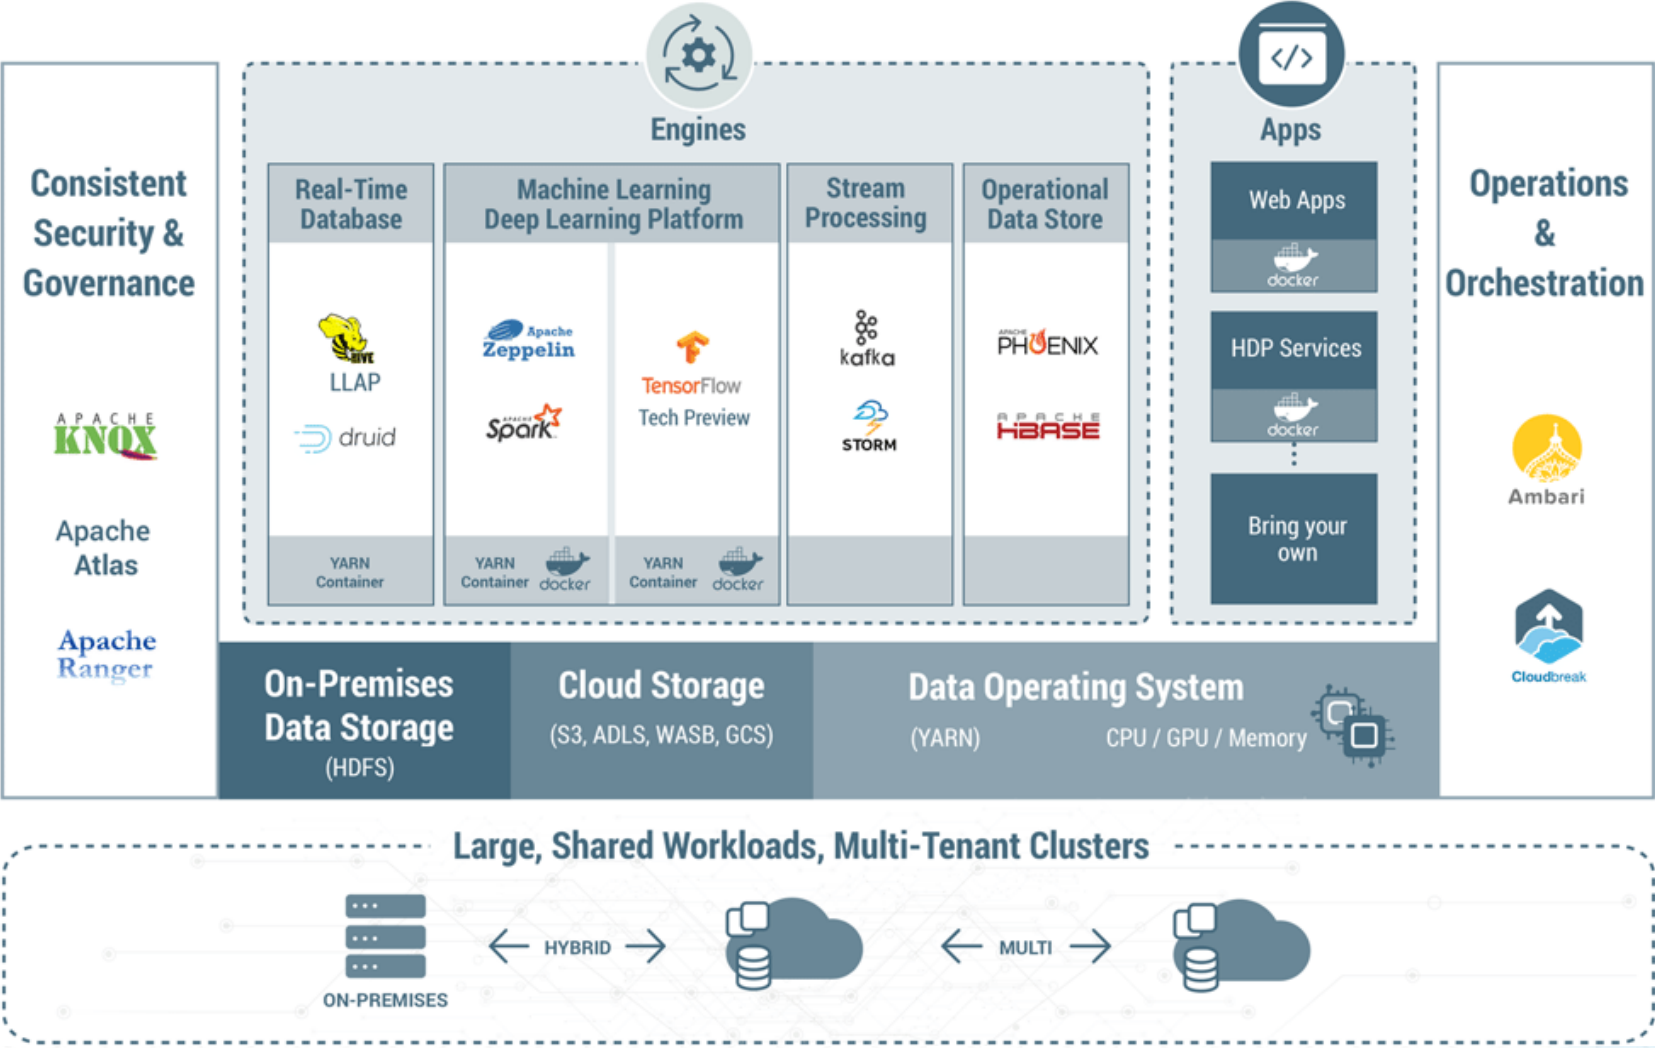 Consistent
Security &
Governance
APACHE
KNOX
Apache
Atlas
Apache
Ranger
Engines
Real-Time
Database
HIVE
LLAP
druid
YARN
Container
Machine Learning
Deep Learning Platform
Apache
Zeppelin
APACHE
Spark
YARN
Container
docker
TensorFlow
Tech Preview
YARN
Container
docker
Stream
Processing
kafka
STORM
Operational
Data Store
APACHE
PHOENIX
APACHE
HBASE
</>
Apps
Web Apps
docker
HDP Services
docker
Bring your
own
Operations
&
Orchestration
Ambari
Cloudbreak
On-Premises
Data Storage
(HDFS)
Cloud Storage
(S3, ADLS, WASB, GCS)
Data Operating System
(YARN)
CPU / GPU / Memory
Large, Shared Workloads, Multi-Tenant Clusters
ON-PREMISES
HYBRID
MULTI